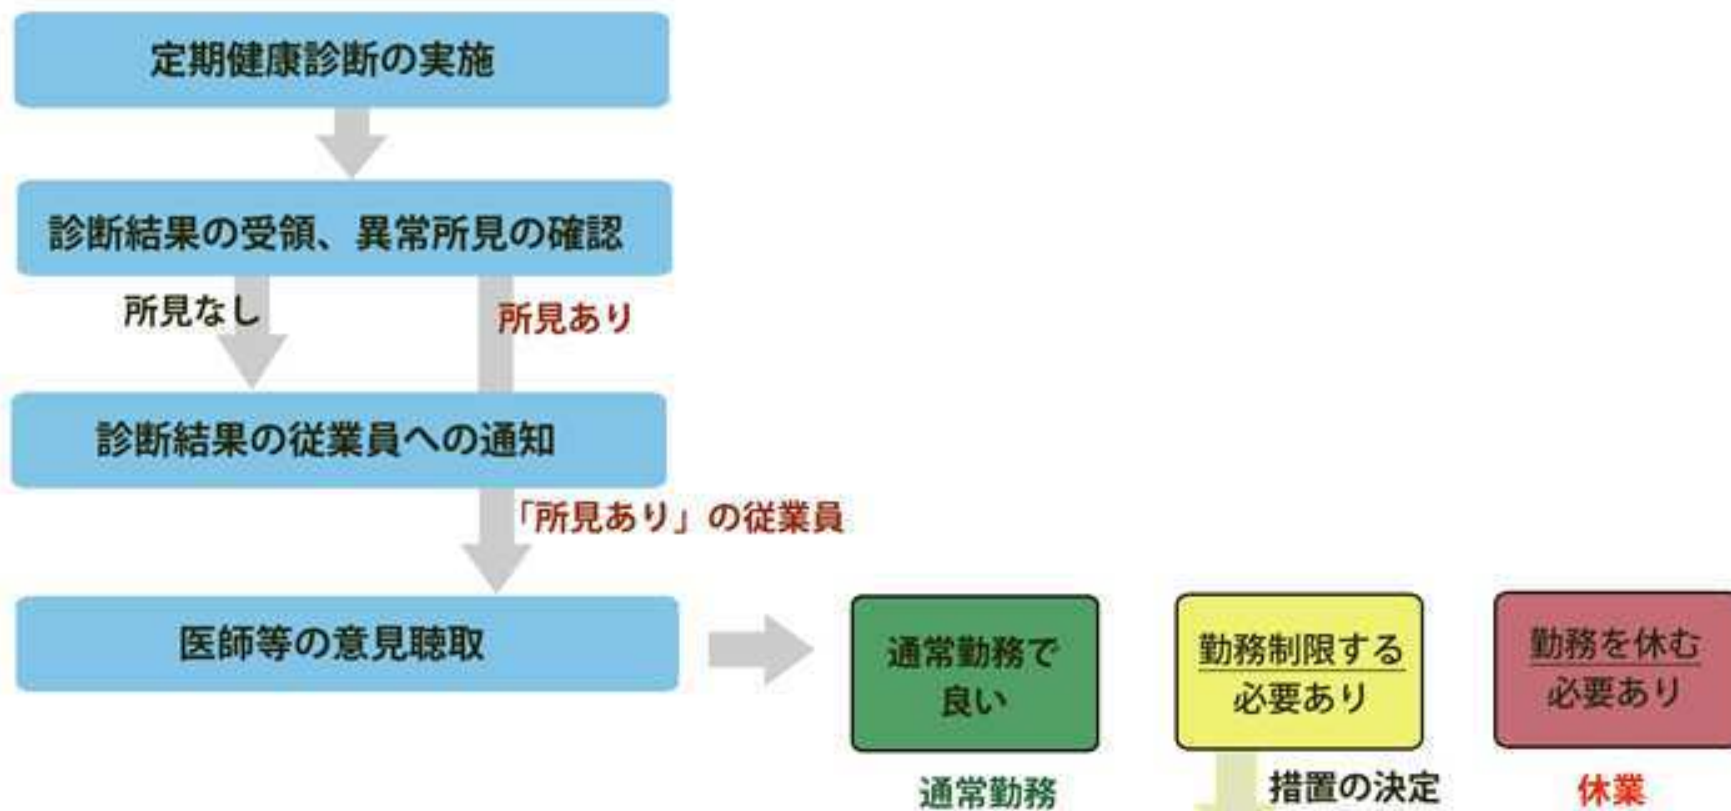 定期健康診断の実施
診断結果の受領、異常所見の確認
所見なし
所見あり
診断結果の従業員への通知
「所見あり」の従業員
医師等の意見聴取
通常勤務で
良い
勤務制限する
必要あり
勤務を休む
必要あり
通常勤務
措置の決定
休業